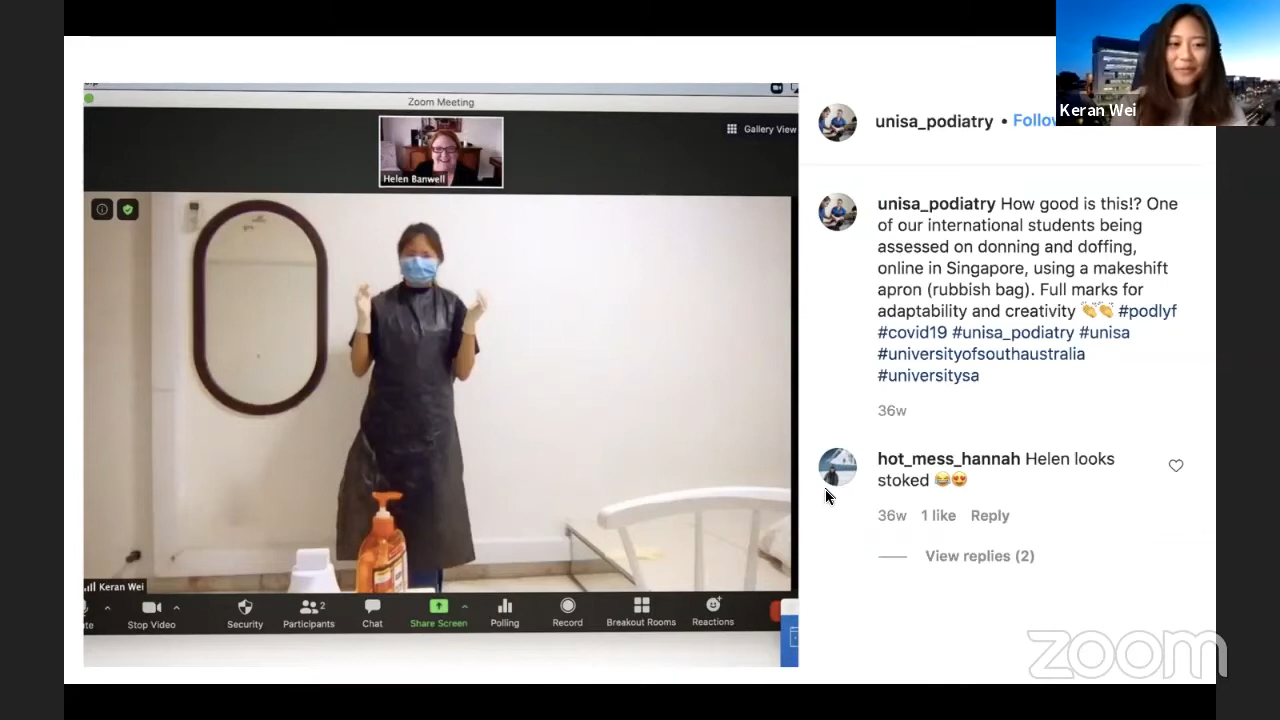 Keran Wei
Zoom Meeting
Gallery View
Helen Banwell
Keran Wei
Stop Video
Security
2
Participants
Chat
Share Screen
Polling
Record
Breakout Rooms
Reactions
unisa_podiatry • Follow
unisa_podiatry How good is this!? One
of our international students being
assessed on donning and doffing,
online in Singapore, using a makeshift
apron (rubbish bag). Full marks for
adaptability and creativity 👏👏 #podlyf
#covid19 #unisa_podiatry #unisa
#universityofsouthaustralia
#universitysa
36w
hot_mess_hannah Helen looks
stoked 😂😍
36w 1 like Reply
View replies (2)
zoom